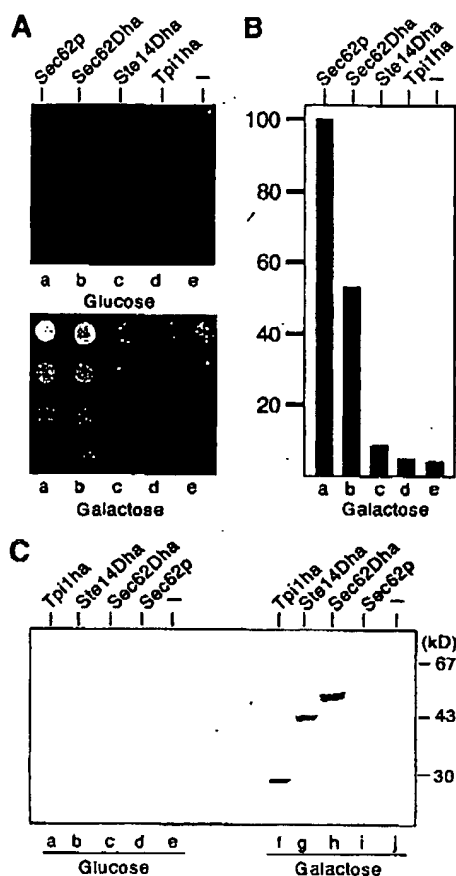 A
Sec62p
Sec62Dha
Ste14Dha
Tpi1ha
–
a b c d e
Glucose
a b c d e
Galactose
B
Sec62p
Sec62Dha
Ste14Dha
Tpi1ha
–
100
80
60
40
20
a b c d e
Galactose
C
Tpi1ha
Ste14Dha
Sec62Dha
Sec62p
–
Tpi1ha
Ste14Dha
Sec62Dha
Sec62p
–
(kD)
67
43
30
a b c d e
Glucose
f g h i j
Galactose